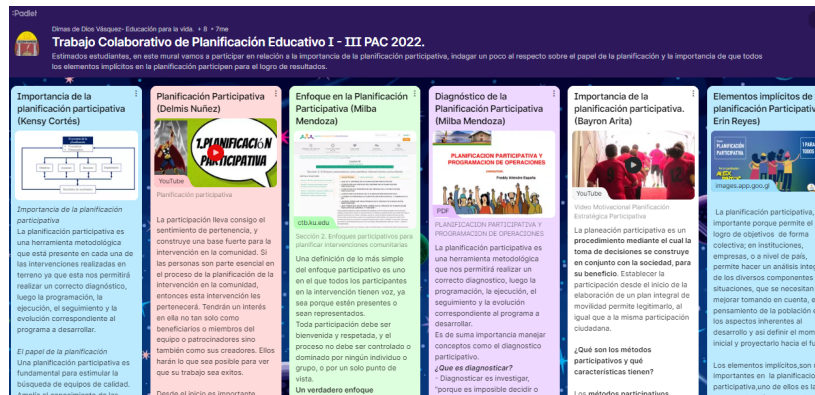 :Padlet
Dimas de Dios Vásquez- Educación para la vida. + 8 • 7me
Trabajo Colaborativo de Planificación Educativo I - III PAC 2022.
Estimados estudiantes, en este mural vamos a participar en relación a la importancia de la planificación participativa, indagar un poco al respecto sobre el papel de la planificación y la importancia de que todos
los elementos implícitos en la planificación participen para el logro de resultados.
Importancia de la
planificación participativa
(Kensy Cortés)
Importancia de la planificación
participativa
La planificación participativa es
una herramienta metodológica
que está presente en cada una de
las intervenciones realizadas en
terreno ya que esta nos permitirá
realizar un correcto diagnóstico,
luego la programación, la
ejecución, el seguimiento y la
evolución correspondiente al
programa a desarrollar.
El papel de la planificación
Una planificación participativa es
fundamental para estimular la
búsqueda de equipos de calidad.
Planificación Participativa
(Delmis Nuñez)
1.PLANIFICACIÓN
PARTICIPATIVA
YouTube
Planificación participativa
La participación lleva consigo el
sentimiento de pertenencia, y
construye una base fuerte para la
intervención en la comunidad. Si
las personas son parte esencial en
el proceso de la planificación de la
intervención en la comunidad,
entonces esta intervención les
pertenecerá. Tendrán un interés
en ella no tan solo como
beneficiarios o miembros del
equipo o patrocinadores sino
también como sus creadores. Ellos
harán lo que sea posible para ver
que su trabajo sea exitos.
Desde el inicio es importante
Enfoque en la Planificación
Participativa (Milba
Mendoza)
ctb.ku.edu
Sección 2. Enfoques participativos para
planificar intervenciones comunitarias
Una definición de lo más simple
del enfoque participativo es uno
en el que todos los participantes
en la intervención tienen voz, ya
sea porque estén presentes o
sean representados.
Toda participación debe ser
bienvenida y respetada, y el
proceso no debe ser controlado o
dominado por ningún individuo o
grupo, o por un solo punto de
vista.
Un verdadero enfoque
Diagnóstico de la
Planificación Participativa
(Milba Mendoza)
PLANIFICACION PARTICIPATIVA Y
PROGRAMACION DE OPERACIONES
Freddy Aliendre España
PDF
PLANIFICACION PARTICIPATIVA Y
PROGRAMACION DE OPERACIONES
La planificación participativa es
una herramienta metodológica
que nos permitirá realizar un
correcto diagnóstico, luego la
programación, la ejecución, el
seguimiento y la evolución
correspondiente al programa a
desarrollar.
Es de suma importancia manejar
conceptos como el diagnostico
participativo.
¿Que es diagnosticar?
- Diagnosticar es investigar,
"porque es imposible decidir o
Importancia de la
planificación participativa.
(Bayron Arita)
YouTube
Video Motivacional Planificación
Estratégica Participativa
La planeación participativa es un
procedimiento mediante el cual la
toma de decisiones se construye
en conjunto con la sociedad, para
su beneficio. Establecer la
participación desde el inicio de la
elaboración de un plan integral de
movilidad permite legitimarlo, al
igual que a la misma participación
ciudadana.
¿Qué son los métodos
participativos y qué
características tienen?
Los métodos participativos
Elementos implícitos de
planificación Participativ
Erin Reyes)
PLANIFICACIÓN
PARTICIPATIVA
images.app.goo.gl
La planificación participativa,
importante porque permite el
logro de objetivos de forma
colectiva; en instituciones,
empresas, o a nivel de país,
permite hacer un análisis integ
de los diversos componentes
situaciones, que se necesitan
mejorar tomando en cuenta, e
pensamiento de la población e
los aspectos inherentes al
desarrollo y asi definir el mom
inicial y proyectarlo hacia el fu
Los elementos implícitos,son
importantes en la planificació
participativa,uno de ellos es la